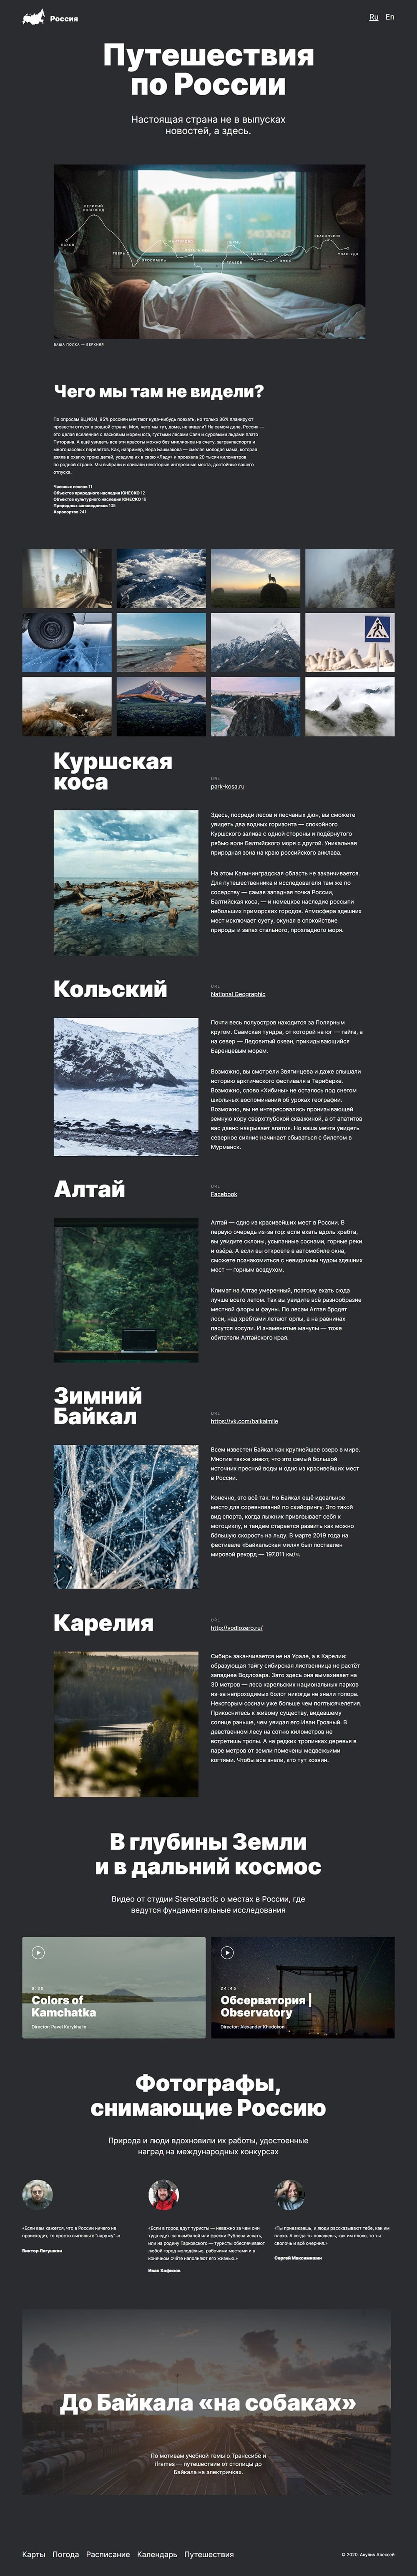 Россия
Ru En
Путешествия
по России
Настоящая страна не в выпусках
новостей, а здесь.
ВЕЛИКИЙ
НОВГОРОД
ПСКОВ
ТВЕРЬ
ЯРОСЛАВЛЬ
ГЛАЗОВ
ОМСК
КРАСНОЯРСК
УЛАН-УДЭ
ВАША ПОЛКА — ВЕРХНЯЯ
Чего мы там не видели?
По опросам ВЦИОМ, 95% россиян мечтают куда-нибудь поехать, но только 36% планируют
провести отпуск в родной стране. Мол, чего мы тут, дома, не видели? На самом деле, Россия —
это целая вселенная с ласковым морем юга, густыми лесами Саян и суровыми льдами плато
Путорана. А ещё увидеть все эти красоты можно без миллионов на счету, загранпаспорта и
многочасовых перелетов. Как, например, Вера Башмакова — смелая молодая мама, которая
взяла в охапку троих детей, усадила их в свою «Ладу» и проехала 20 тысяч километров
по родной стране. Мы выбрали и описали некоторые интересные места, достойные вашего
отпуска.
Часовых поясов 11
Объектов природного наследия ЮНЕСКО 12
Объектов культурного наследия ЮНЕСКО 18
Природных заповедников 105
Аэропортов 241
Куршская
коса
URL
park-kosa.ru
Здесь, посреди лесов и песчаных дюн, вы сможете
увидеть два водных горизонта — спокойного
Куршского залива с одной стороны и подёрнутого
рябью волн Балтийского моря с другой. Уникальная
природная зона на краю российского анклава.
На этом Калининградская область не заканчивается.
Для путешественника и исследователя там же по
соседству — самая западная точка России,
Балтийская коса, — и немецкое наследие россыпи
небольших приморских городов. Атмосфера здешних
мест исключает суету, окуная в спокойствие
природы и запах стального, прохладного моря.
Кольский
URL
National Geographic
Почти весь полуостров находится за Полярным
кругом. Саамская тундра, от которой на юг — тайга, а
на север — Ледовитый океан, прикидывающийся
Баренцевым морем.
Возможно, вы смотрели Звягинцева и даже слышали
историю арктического фестиваля в Териберке.
Возможно, слово «Хибины» не осталось под снегом
школьных воспоминаний об уроках географии.
Возможно, вы не интересовались пронизывающей
земную кору сверхглубокой скважиной, а от апатитов
вас давно накрывает апатия. Но ваша мечта увидеть
северное сияние начинает сбываться с билетом в
Мурманск.
Алтай
URL
Facebook
Алтай — одно из красивейших мест в России. В
первую очередь из-за гор: если ехать вдоль хребта,
вы увидите склоны, усыпанные соснами, горные реки
и озёра. А если вы откроете в автомобиле окна,
сможете познакомиться с невидимым чудом здешних
мест — горным воздухом.
Климат на Алтае умеренный, поэтому ехать сюда
лучше всего летом. Так вы увидите всё разнообразие
местной флоры и фауны. По лесам Алтая бродят
лоси, над хребтами летают орлы, а на равнинах
пасутся косули. И знаменитые манулы — тоже
обитатели Алтайского края.
Зимний
Байкал
URL
https://vk.com/baikalmile
Всем известен Байкал как крупнейшее озеро в мире.
Многие также знают, что это самый большой
источник пресной воды и одно из красивейших мест
в России.
Конечно, это всё так. Но Байкал ещё идеальное
место для соревнований по скийорингу. Это такой
вид спорта, когда лыжник привязывает себя к
мотоциклу, и тандем старается развить как можно
большую скорость на льду. В марте 2019 года на
фестивале «Байкальская миля» был поставлен
мировой рекорд — 197.011 км/ч.
Карелия
URL
http://vodlozero.ru/
Сибирь заканчивается не на Урале, а в Карелии:
образующая тайгу сибирская лиственница не растёт
западнее Водлозера. Зато здесь она вымахивает на
30 метров — леса карельских национальных парков
из-за непроходимых болот никогда не знали топора.
Некоторым соснам уже больше чем полтысячелетия.
Прикоснитесь к живому существу, видевшему
солнце раньше, чем увидал его Иван Грозный. В
девственном лесу на сотню километров не
встретишь тропы. А на редких тропинках деревья в
паре метров от земли помечены медвежьими
когтями. Чтобы все знали, кто тут хозяин.
В глубины Земли
и в дальний космос
Видео от студии Stereotactic о местах в России, где
ведутся фундаментальные исследования
Colors of
Kamchatka
Director: Pavel Karykhalin
24:45
Обсерватория |
Observatory
Director: Alexander Khudokon
Фотографы,
снимающие Россию
Природа и люди вдохновили их работы, удостоенные
наград на международных конкурсах
«Если вам кажется, что в России ничего не
происходит, то просто выгляньте "наружу"...»
Виктор Лягушкин
«Если в город едут туристы — неважно за чем они
туда едут: за шамбалой или фрески Рублева искать,
или на родину Тарковского — туристы обеспечивают
любой город молодёжью, рабочими местами и в
конечном счёте наполняют его жизнью.»
Иван Хафизов
«Ты приезжаешь, и люди рассказывают тебе, как им
плохо. А когда ты покажешь, как им плохо, то ты
сволочь и всё очернил.»
Сергей Максимишин
До Байкала «на собаках»
По мотивам учебной темы о Транссибе и
iframes — путешествие от столицы до
Байкала на электричках.
Карты Погода Расписание Календарь Путешествия
© 2020. Акулич Алексей